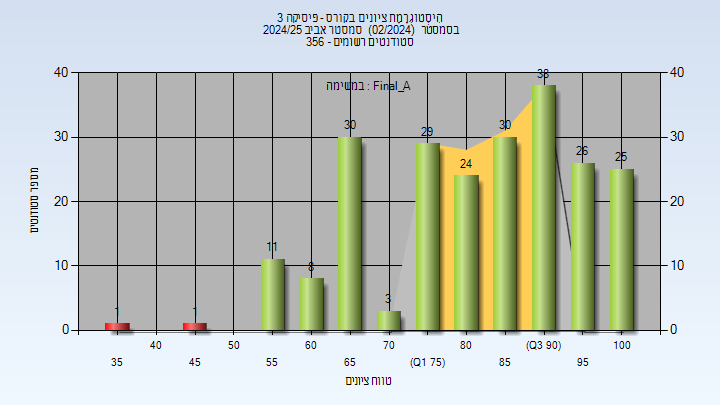 היסטוגרמת ציונים בקורס - פיסיקה 3
בסמסטר (02/2024) סמסטר אביב 2024/25
סטודנטים רשומים - 356
במשימה : Final_A
מספר סטודנטים
40 40
30 30
20 20
10 10
0 0
1 1 11 8 30 3 29 24 30 38 26 25
40 50 60 70 80 (Q3 90) 100
35 45 55 65 (Q1 75) 85 95
טווח ציונים